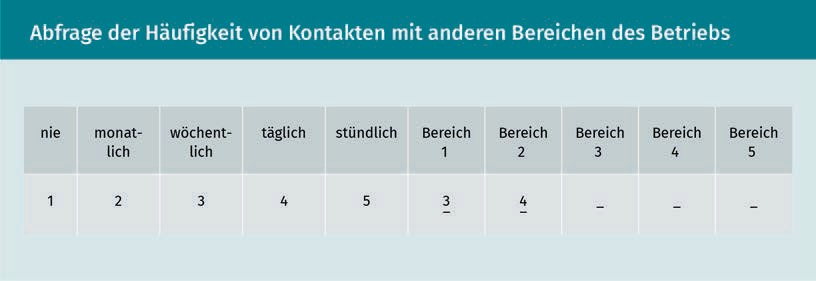 Abfrage der Häufigkeit von Kontakten mit anderen Bereichen des Betriebs
nie monat- wöchent- täglich stündlich Bereich Bereich Bereich Bereich Bereich
lich lich 1 2 3 4 5
1 2 3 4 5 3 4 _ _ _